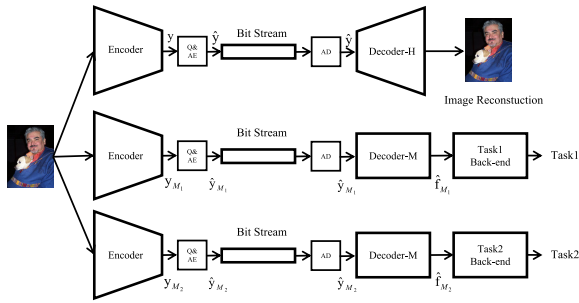 Encoder
y
Q&
AE
ŷ
Bit Stream
AD
ŷ
Decoder-H
Image Reconstuction
Encoder
y_{M_1}
Q&
AE
ŷ_{M_1}
Bit Stream
AD
ŷ_{M_1}
Decoder-M
f̂_{M_1}
Task1
Back-end
Task1
Encoder
y_{M_2}
Q&
AE
ŷ_{M_2}
Bit Stream
AD
ŷ_{M_2}
Decoder-M
f̂_{M_2}
Task2
Back-end
Task2